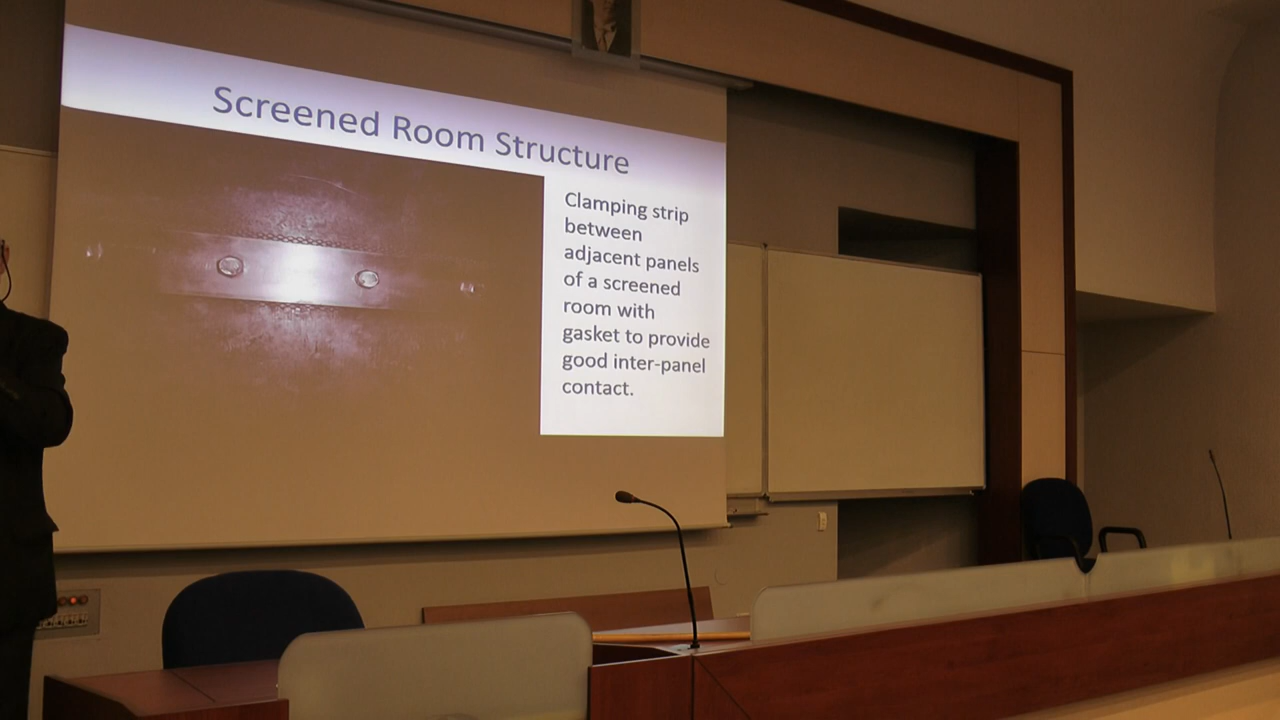 Screened Room Structure
Clamping strip
between
adjacent panels
of a screened
room with
gasket to provide
good inter-panel
contact.